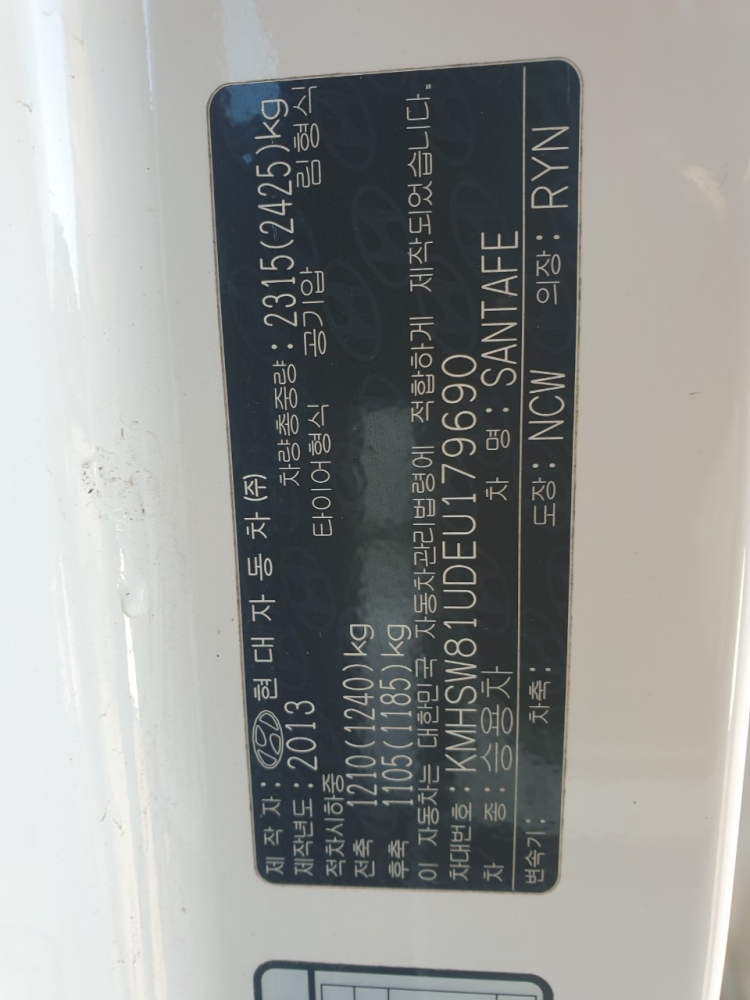 제 작 자: 현 대 자 동 차 (주)
제작년도: 2013 차량총중량: 2315(2425)kg
적차시하중 타이어형식 공기압 림형식
전축 1210(1240)kg
후축 1105(1185)kg
이 자동차는 대한민국 자동차관리법령에 적합하게 제작되었습니다.
차대번호: KMHSW81UDEU179690
차 종: 승용차 차 명: SANTAFE
변속기: 차축: 도장: NCW 의장: RYN